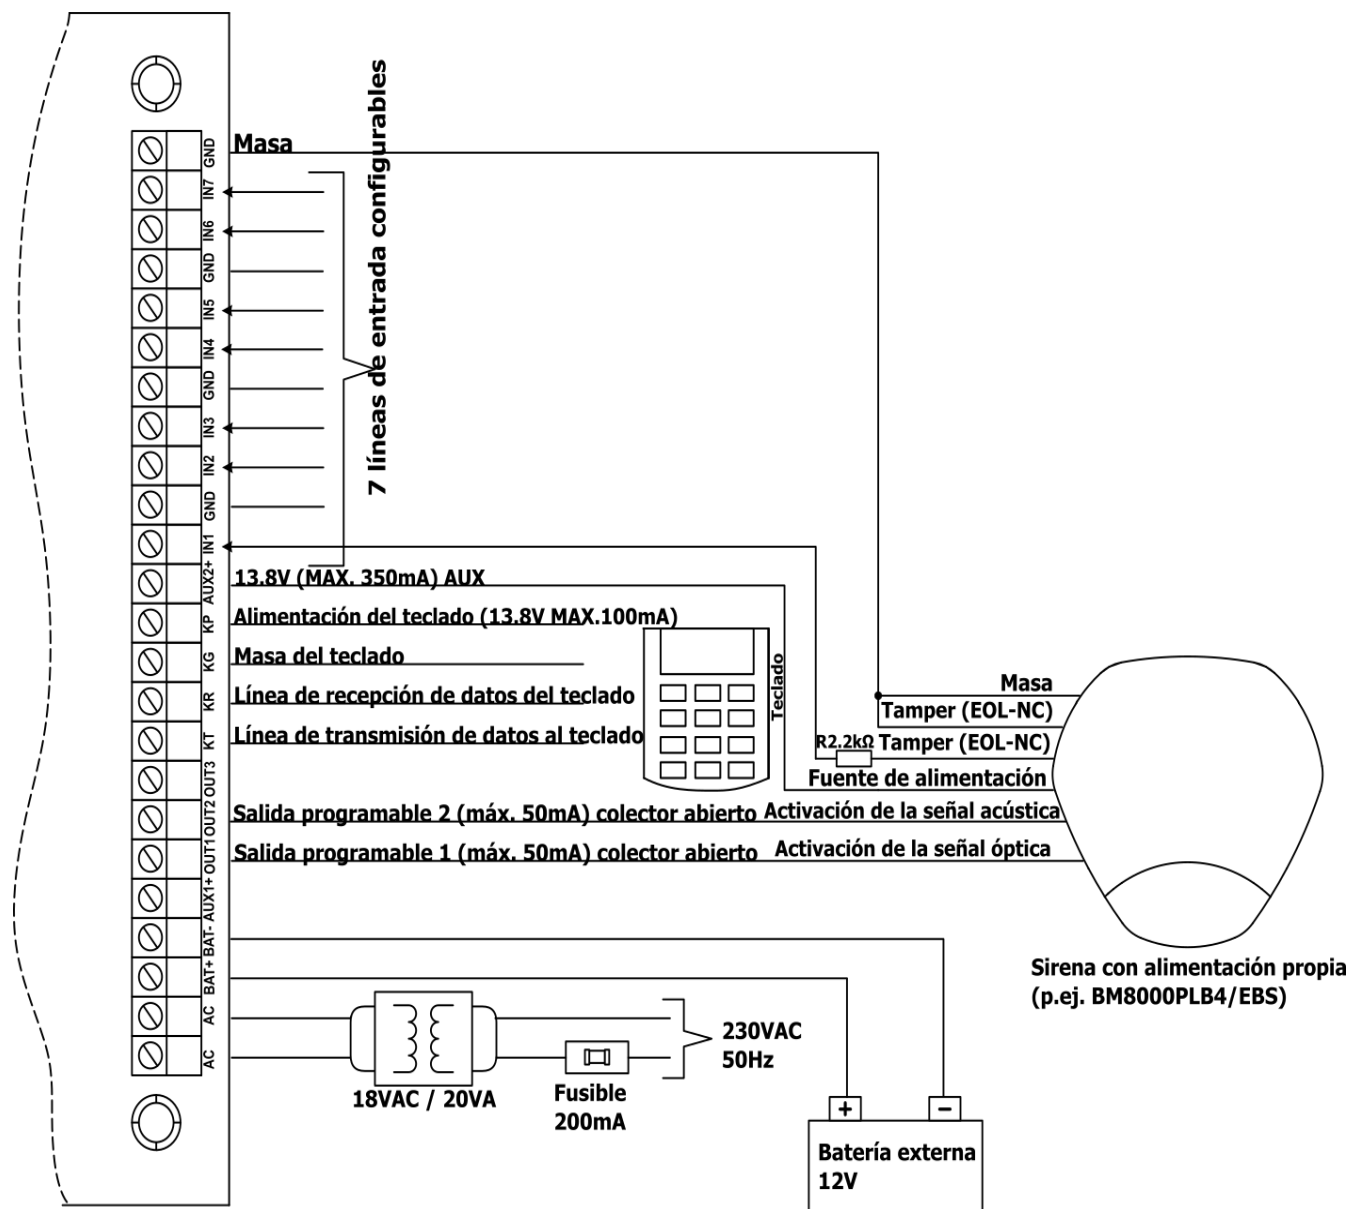 GND
Masa
IN7
IN6
GND
IN5
IN4
GND
IN3
IN2
GND
IN1
7 líneas de entrada configurables
AUX2+
13.8V (MAX. 350mA) AUX
KP
Alimentación del teclado (13.8V MAX.100mA)
KG
Masa del teclado
KR
Línea de recepción de datos del teclado
KT
Línea de transmisión de datos al teclado
Teclado
OUT3
OUT2
Salida programable 2 (máx. 50mA) colector abierto
OUT1
Salida programable 1 (máx. 50mA) colector abierto
AUX1+
BAT-
BAT+
AC
AC
Masa
Tamper (EOL-NC)
R2.2kΩ
Tamper (EOL-NC)
Fuente de alimentación
Activación de la señal acústica
Activación de la señal óptica
Sirena con alimentación propia
(p.ej. BM8000PLB4/EBS)
18VAC / 20VA
Fusible
200mA
230VAC
50Hz
+
−
Batería externa
12V